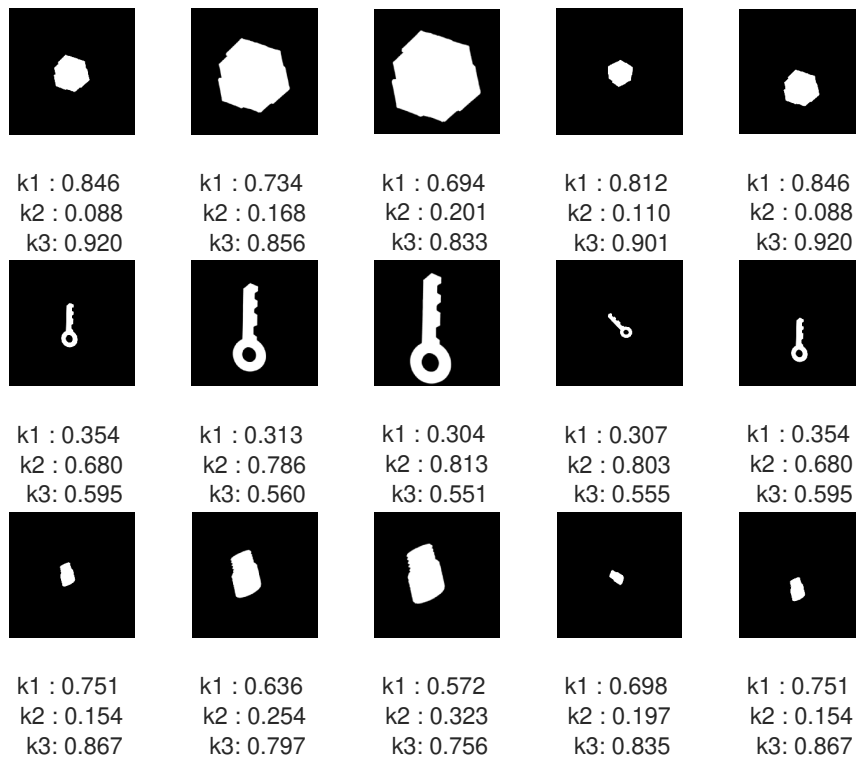 k1 : 0.846 k1 : 0.734 k1 : 0.694 k1 : 0.812 k1 : 0.846
k2 : 0.088 k2 : 0.168 k2 : 0.201 k2 : 0.110 k2 : 0.088
k3: 0.920 k3: 0.856 k3: 0.833 k3: 0.901 k3: 0.920
k1 : 0.354 k1 : 0.313 k1 : 0.304 k1 : 0.307 k1 : 0.354
k2 : 0.680 k2 : 0.786 k2 : 0.813 k2 : 0.803 k2 : 0.680
k3: 0.595 k3: 0.560 k3: 0.551 k3: 0.555 k3: 0.595
k1 : 0.751 k1 : 0.636 k1 : 0.572 k1 : 0.698 k1 : 0.751
k2 : 0.154 k2 : 0.254 k2 : 0.323 k2 : 0.197 k2 : 0.154
k3: 0.867 k3: 0.797 k3: 0.756 k3: 0.835 k3: 0.867